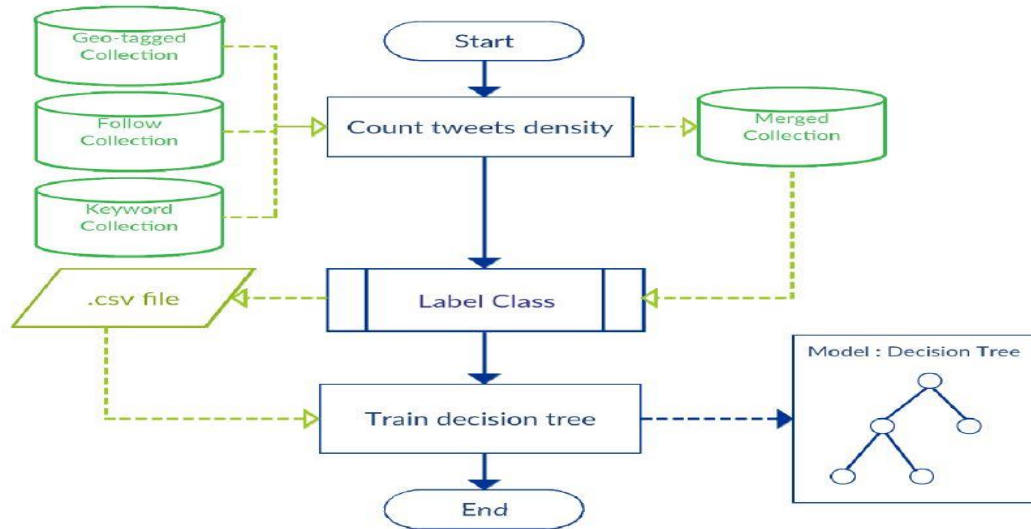 Geo-tagged
Collection
Start
Follow
Collection
Count tweets density
Merged
Collection
Keyword
Collection
.csv file
Label Class
Model : Decision Tree
Train decision tree
End